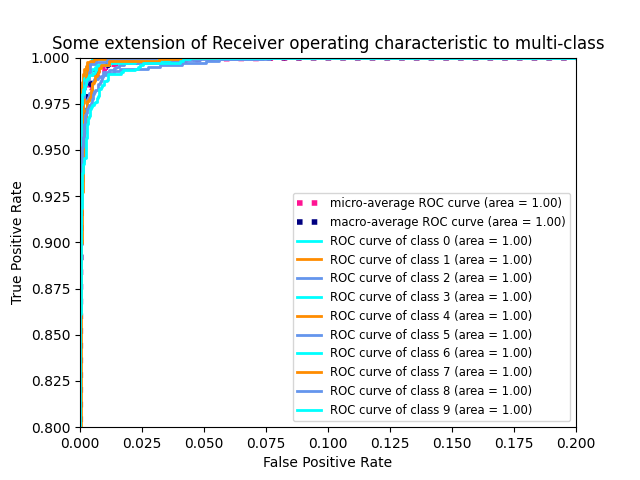 Some extension of Receiver operating characteristic to multi-class
1.000
0.975
0.950
0.925
0.900
0.875
0.850
0.825
0.800
True Positive Rate
micro-average ROC curve (area = 1.00)
macro-average ROC curve (area = 1.00)
ROC curve of class 0 (area = 1.00)
ROC curve of class 1 (area = 1.00)
ROC curve of class 2 (area = 1.00)
ROC curve of class 3 (area = 1.00)
ROC curve of class 4 (area = 1.00)
ROC curve of class 5 (area = 1.00)
ROC curve of class 6 (area = 1.00)
ROC curve of class 7 (area = 1.00)
ROC curve of class 8 (area = 1.00)
ROC curve of class 9 (area = 1.00)
0.000 0.025 0.050 0.075 0.100 0.125 0.150 0.175 0.200
False Positive Rate